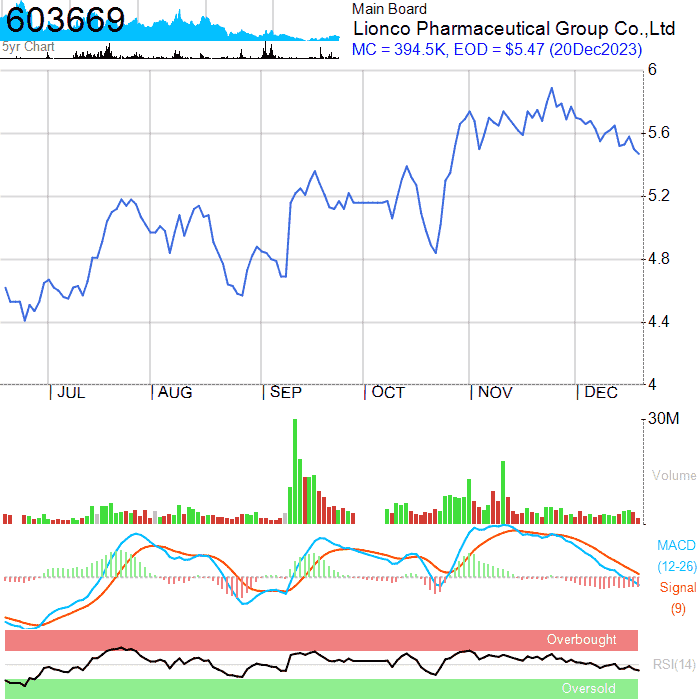 603669
5yr Chart
Main Board
Lionco Pharmaceutical Group Co.,Ltd
MC = 394.5K, EOD = $5.47 (20Dec2023)
6
5.6
5.2
4.8
4.4
4
JUL AUG SEP OCT NOV DEC
30M
Volume
MACD
(12-26)
Signal
(9)
Overbought
RSI(14)
Oversold